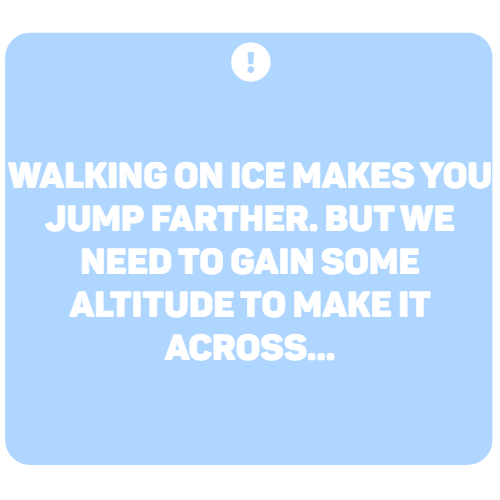 !
WALKING ON ICE MAKES YOU
JUMP FARTHER. BUT WE
NEED TO GAIN SOME
ALTITUDE TO MAKE IT
ACROSS...